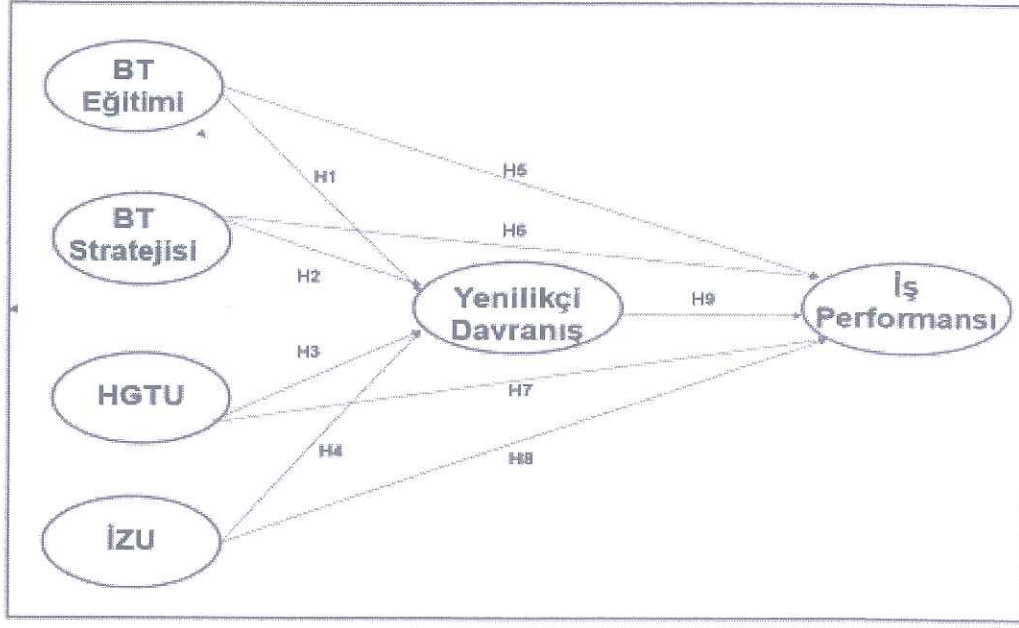 BT
Eğitimi
H1
H5
BT
Stratejisi
H6
H2
Yenilikçi
Davranış
H9
İş
Performansı
H3
HGTU
H7
H4
H8
İZU